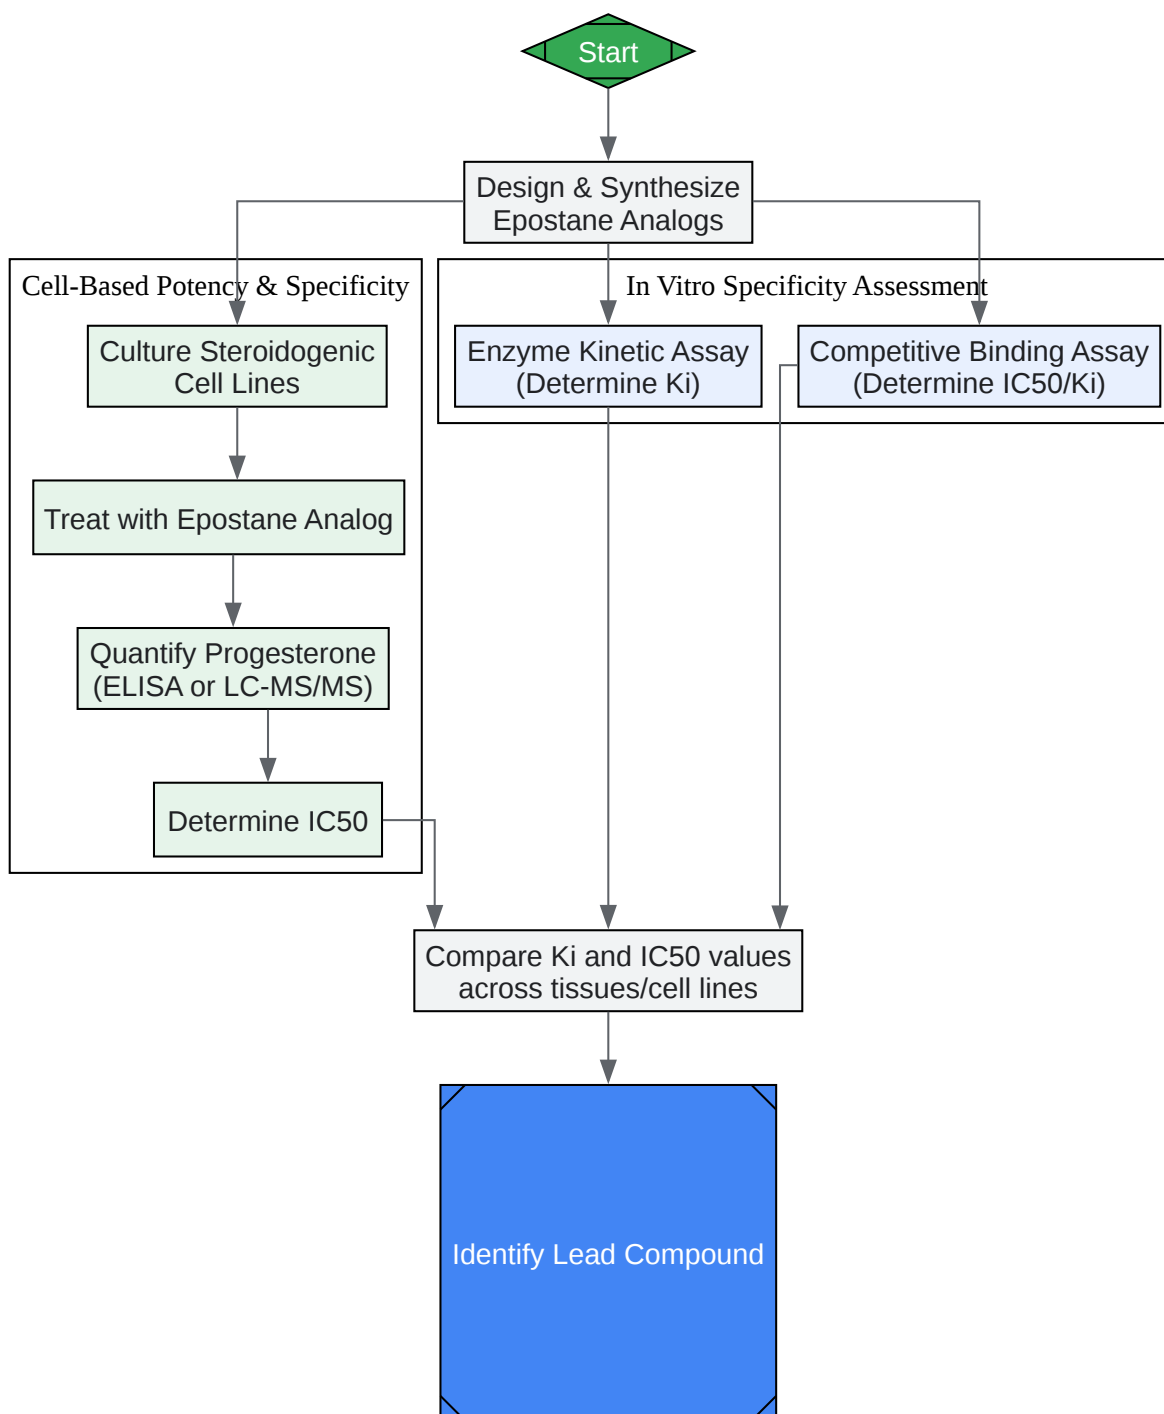 Start
Design & Synthesize
Epostane Analogs
Cell-Based Potency & Specificity
In Vitro Specificity Assessment
Culture Steroidogenic
Cell Lines
Enzyme Kinetic Assay
(Determine Ki)
Competitive Binding Assay
(Determine IC50/Ki)
Treat with Epostane Analog
Quantify Progesterone
(ELISA or LC-MS/MS)
Determine IC50
Compare Ki and IC50 values
across tissues/cell lines
Identify Lead Compound